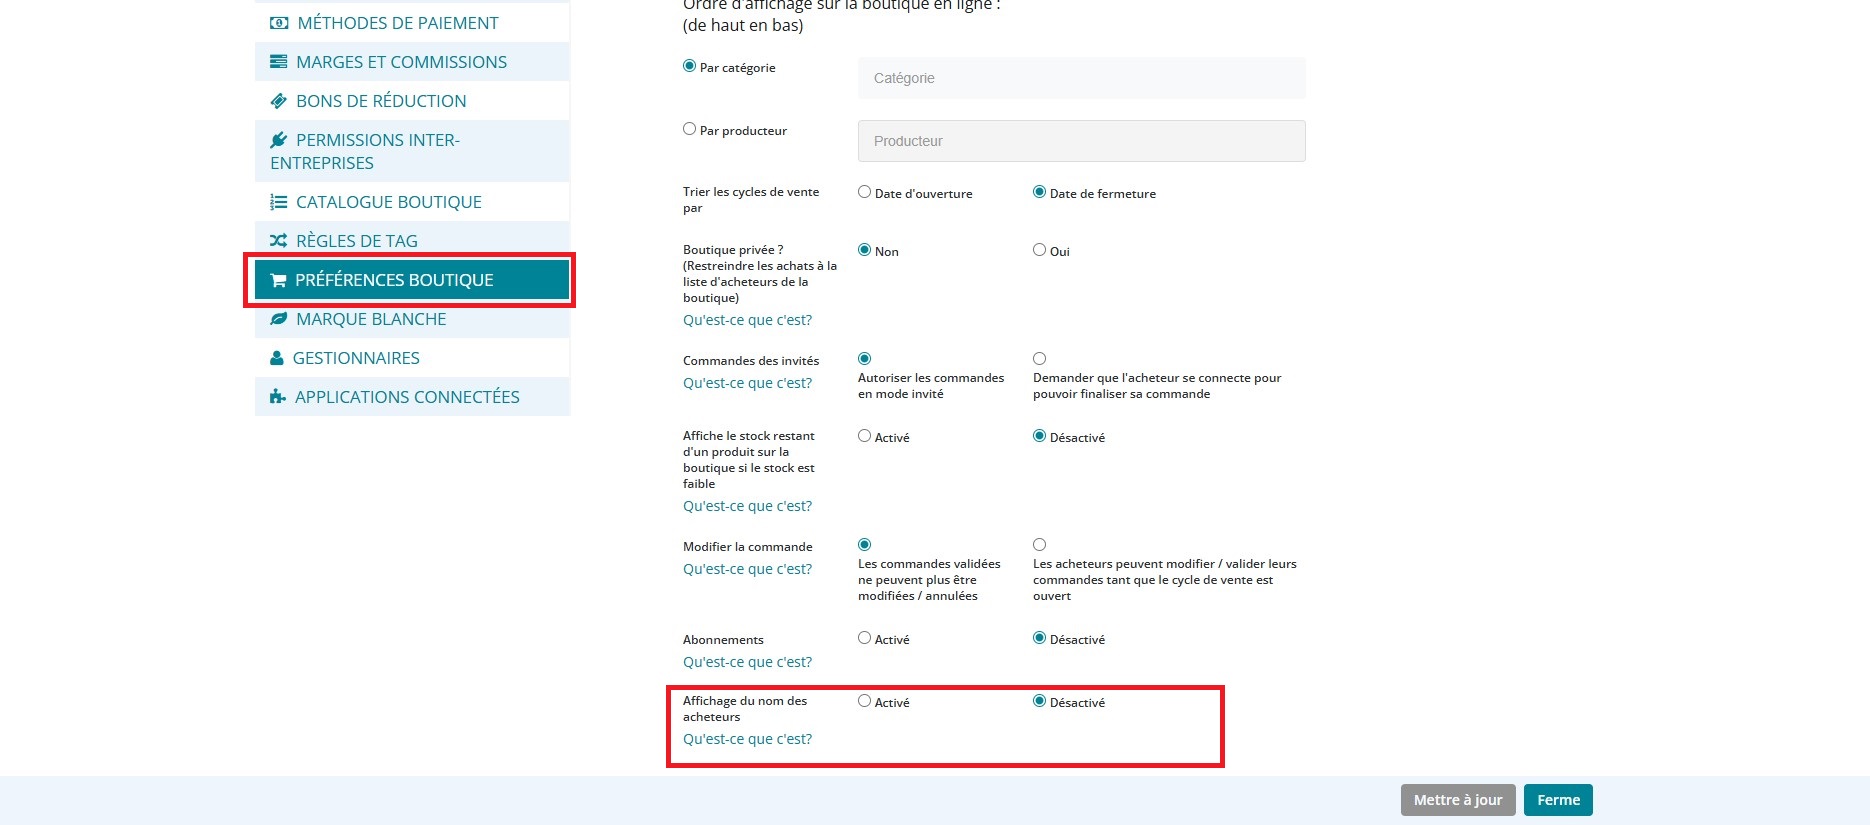 MÉTHODES DE PAIEMENT
MARGES ET COMMISSIONS
BONS DE RÉDUCTION
PERMISSIONS INTER-
ENTREPRISES
CATALOGUE BOUTIQUE
RÈGLES DE TAG
PRÉFÉRENCES BOUTIQUE
MARQUE BLANCHE
GESTIONNAIRES
APPLICATIONS CONNECTÉES
Ordre d'affichage sur la boutique en ligne :
(de haut en bas)
Par catégorie
Catégorie
Par producteur
Producteur
Trier les cycles de vente
par
Date d'ouverture
Date de fermeture
Boutique privée ?
(Restreindre les achats à la
liste d'acheteurs de la
boutique)
Qu'est-ce que c'est?
Non
Oui
Commandes des invités
Qu'est-ce que c'est?
Autoriser les commandes
en mode invité
Demander que l'acheteur se connecte pour
pouvoir finaliser sa commande
Affiche le stock restant
d'un produit sur la
boutique si le stock est
faible
Qu'est-ce que c'est?
Activé
Désactivé
Modifier la commande
Qu'est-ce que c'est?
Les commandes validées
ne peuvent plus être
modifiées / annulées
Les acheteurs peuvent modifier / valider leurs
commandes tant que le cycle de vente est
ouvert
Abonnements
Qu'est-ce que c'est?
Activé
Désactivé
Affichage du nom des
acheteurs
Qu'est-ce que c'est?
Activé
Désactivé
Mettre à jour
Ferme